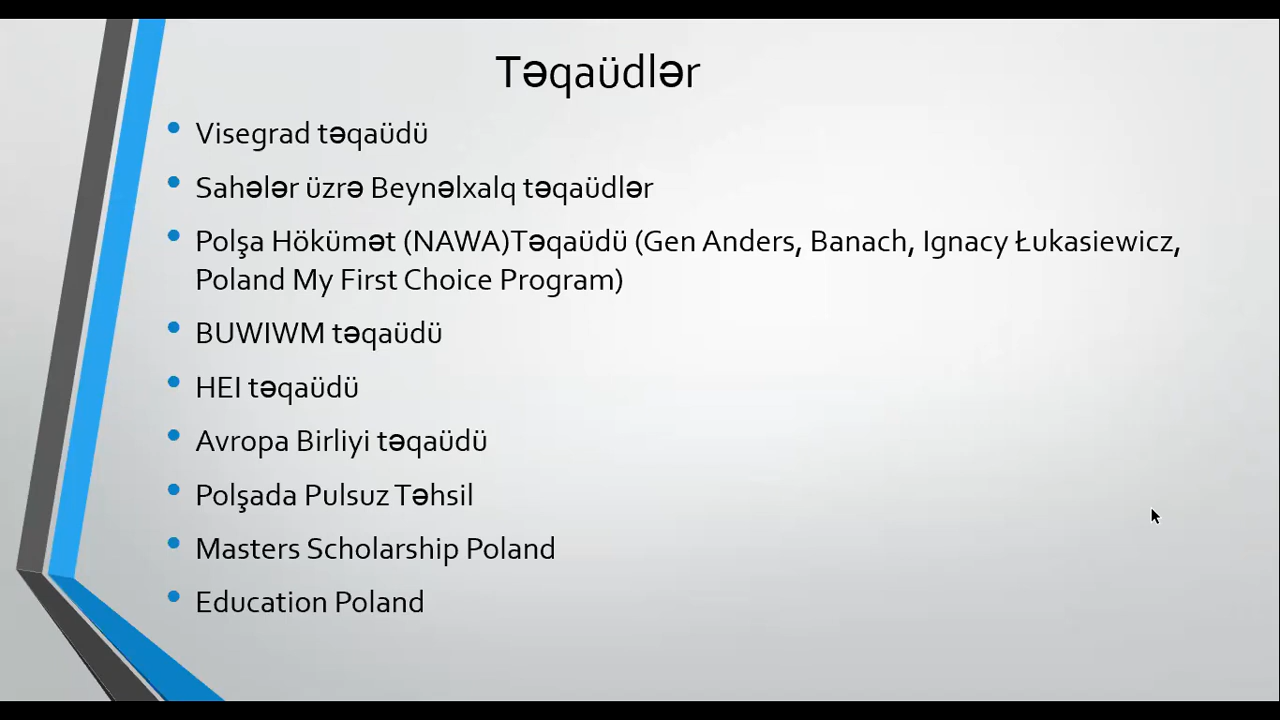 Təqaüdlər
Visegrad təqaüdü
Sahələr üzrə Beynəlxalq təqaüdlər
Polşa Hökümət (NAWA)Təqaüdü (Gen Anders, Banach, Ignacy Łukasiewicz,
Poland My First Choice Program)
BUWIWM təqaüdü
HEI təqaüdü
Avropa Birliyi təqaüdü
Polşada Pulsuz Təhsil
Masters Scholarship Poland
Education Poland